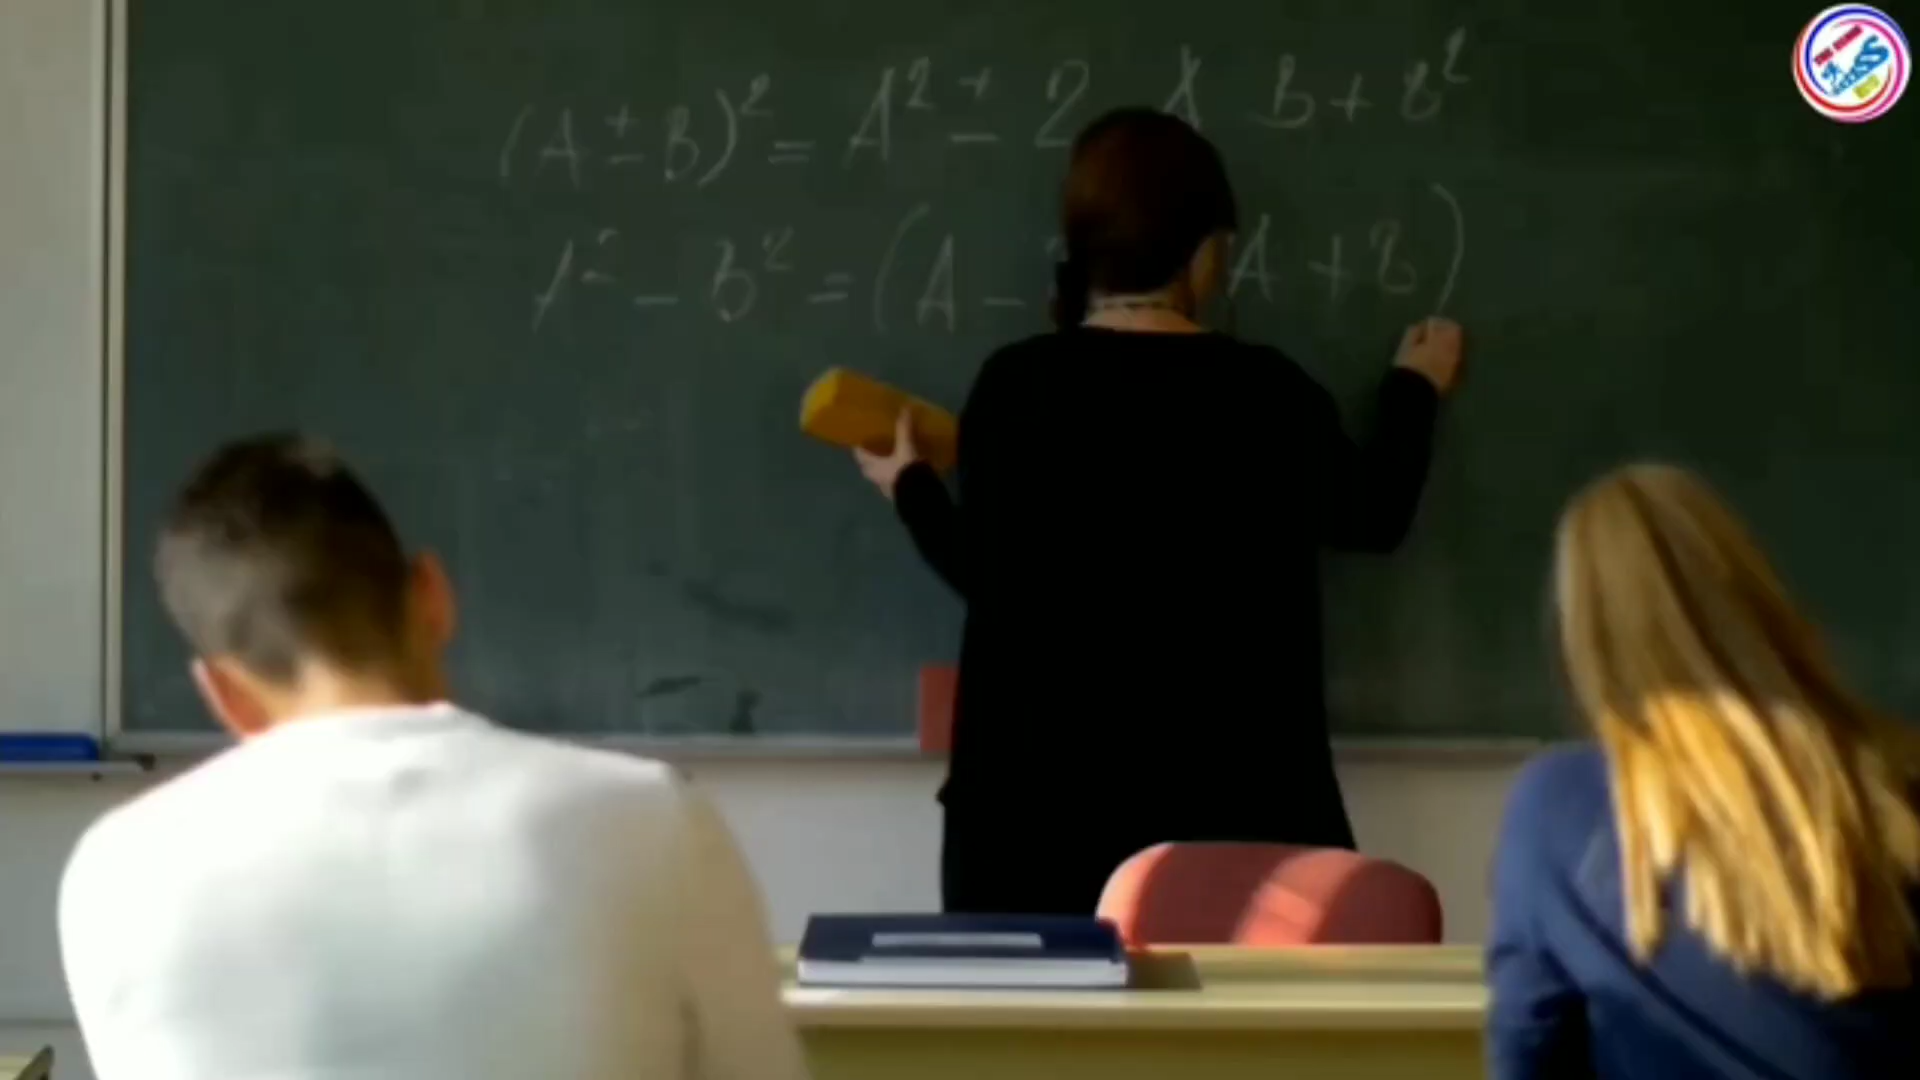 (A ± B)² = A² ± 2 A B + B²
A² - B² = (A - A + B)